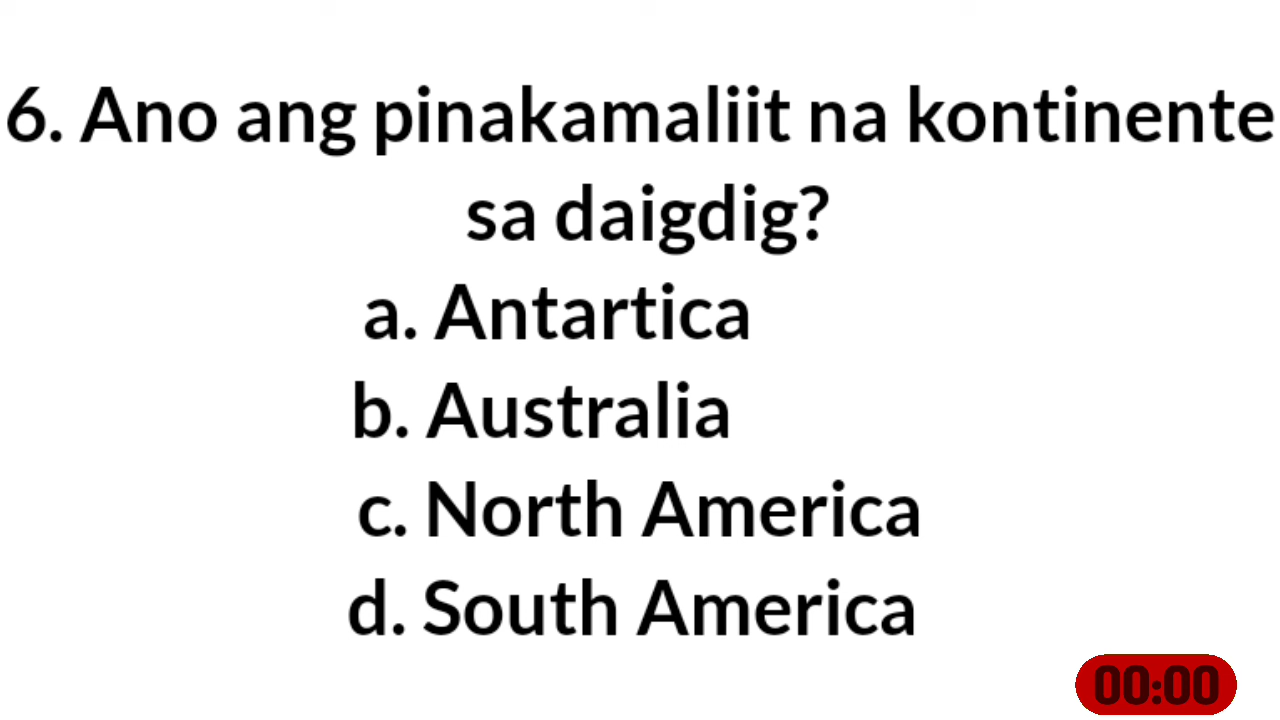 6. Ano ang pinakamaliit na kontinente
sa daigdig?
a. Antartica
b. Australia
c. North America
d. South America
00:00